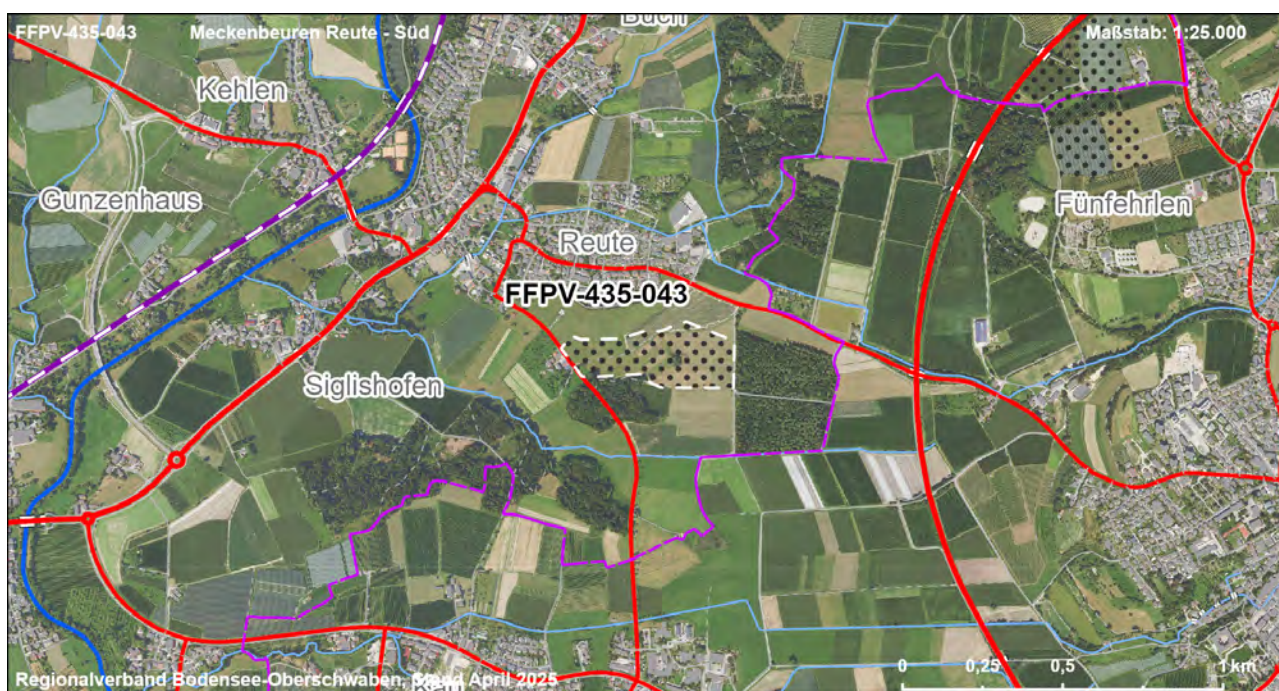 FFPV-435-043 Meckenbeuren Reute - Süd Maßstab: 1:25.000
Buch
Kehlen
Gunzenhaus
Fünfehrlen
Reute
FFPV-435-043
Siglishofen
0 0,25 0,5 1 km
Regionalverband Bodensee-Oberschwaben, Stand April 2025